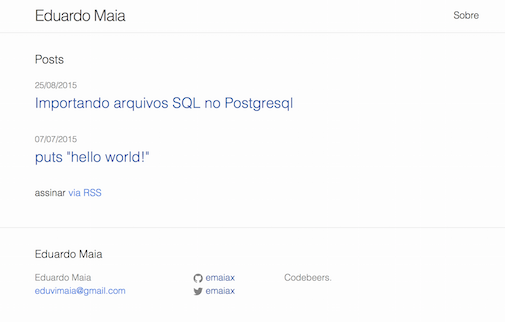 Eduardo Maia
Sobre
Posts
25/08/2015
Importando arquivos SQL no Postgresql
07/07/2015
puts "hello world!"
assinar via RSS
Eduardo Maia
Eduardo Maia
eduvimaia@gmail.com
emaiax
emaiax
Codebeers.